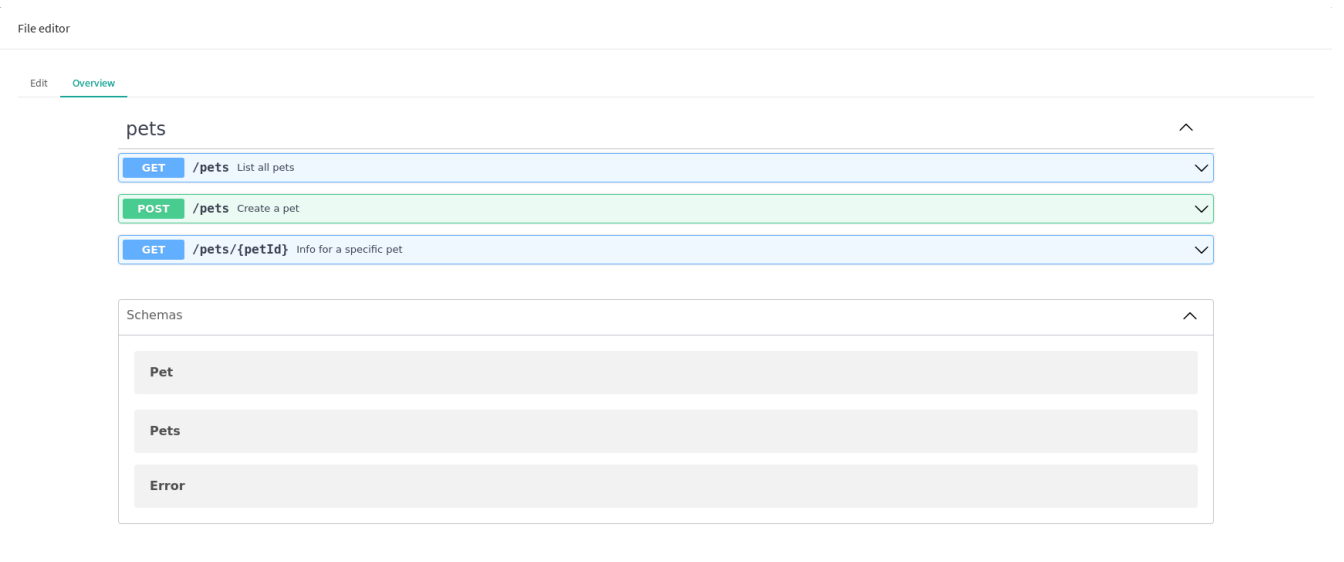 File editor
Edit Overview
pets
GET /pets List all pets
POST /pets Create a pet
GET /pets/{petId} Info for a specific pet
Schemas
Pet
Pets
Error